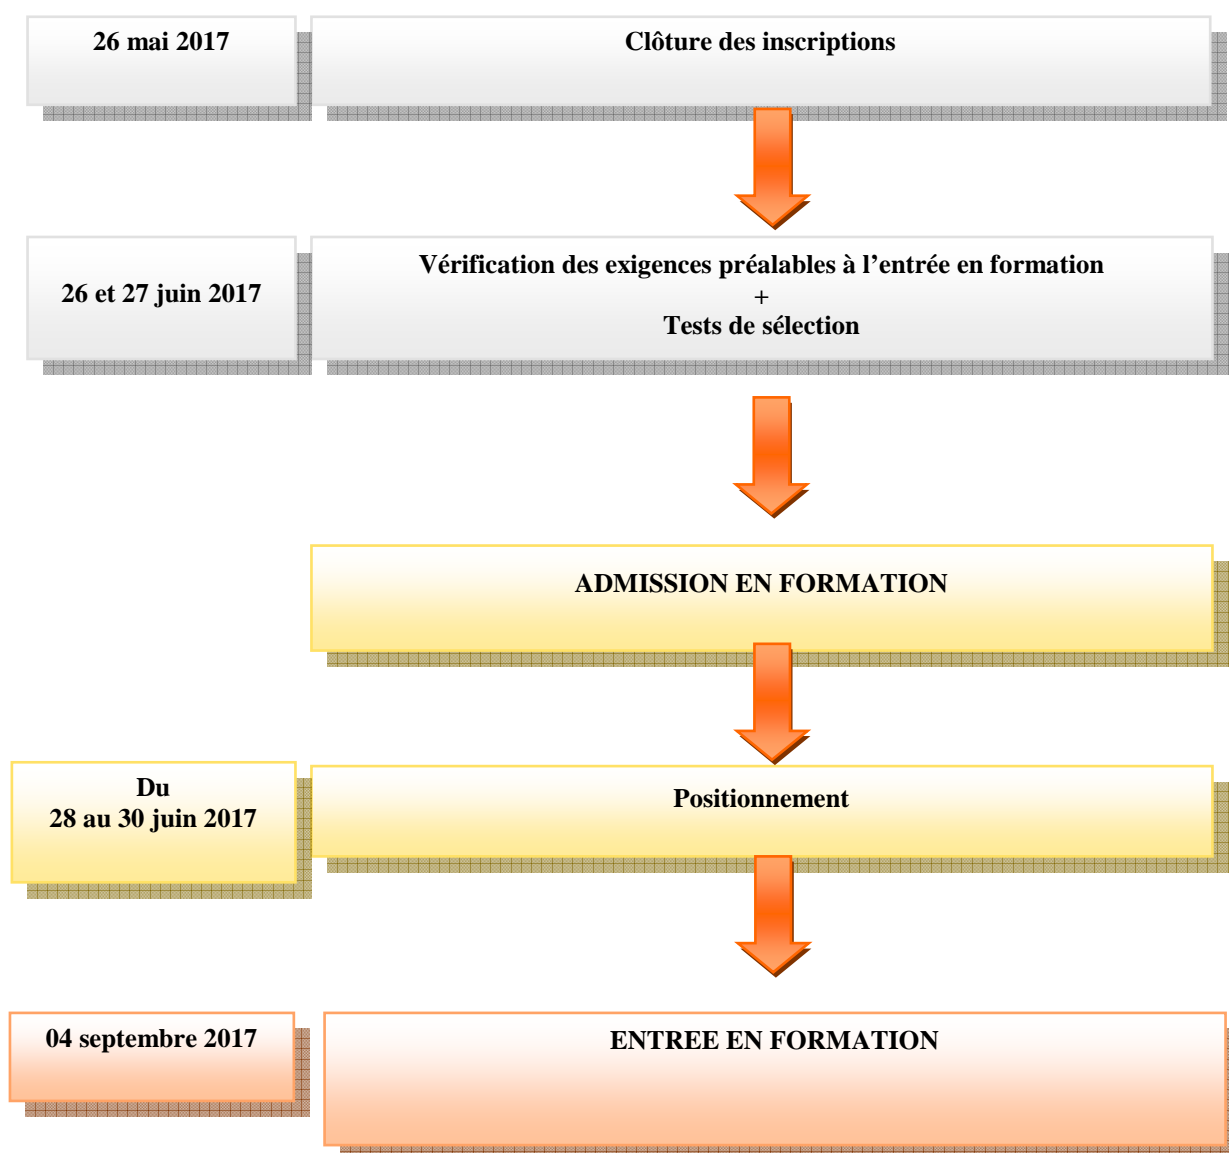 26 mai 2017
Clôture des inscriptions
26 et 27 juin 2017
Vérification des exigences préalables à l’entrée en formation
+
Tests de sélection
ADMISSION EN FORMATION
Du
28 au 30 juin 2017
Positionnement
04 septembre 2017
ENTREE EN FORMATION